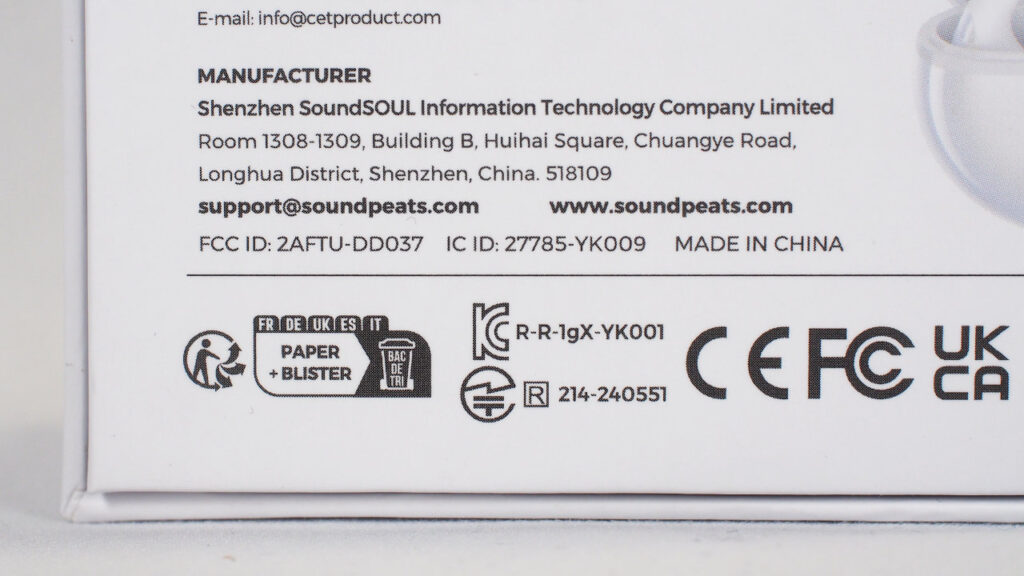 E-mail: info@cetproduct.com
MANUFACTURER
Shenzhen SoundSOUL Information Technology Company Limited
Room 1308-1309, Building B, Huihai Square, Chuangye Road,
Longhua District, Shenzhen, China. 518109
support@soundpeats.com www.soundpeats.com
FCC ID: 2AFTU-DD037 IC ID: 27785-YK009 MADE IN CHINA
FR DE UK ES IT
PAPER
+ BLISTER
BAC
DE
TRI
R-R-1gX-YK001
R 214-240551
CE FC
UK
CA